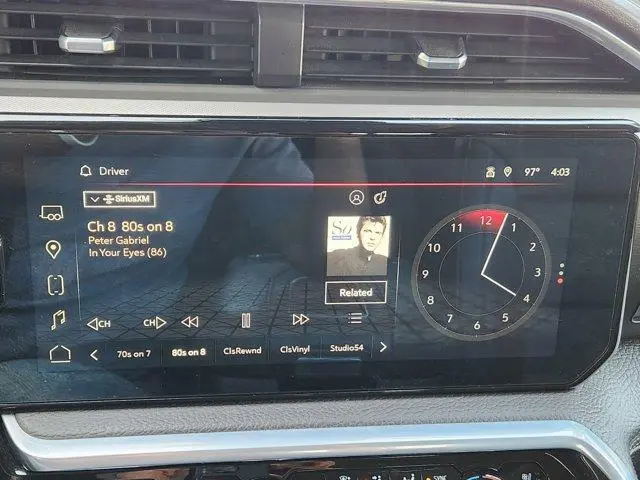 Driver
97° 4:03
SiriusXM
Ch 8 80s on 8
Peter Gabriel
In Your Eyes (86)
So
Related
12
1
2
3
4
5
6
7
8
9
10
11
CH
CH
70s on 7
80s on 8
ClsRewnd
ClsVinyl
Studio54
SYNC